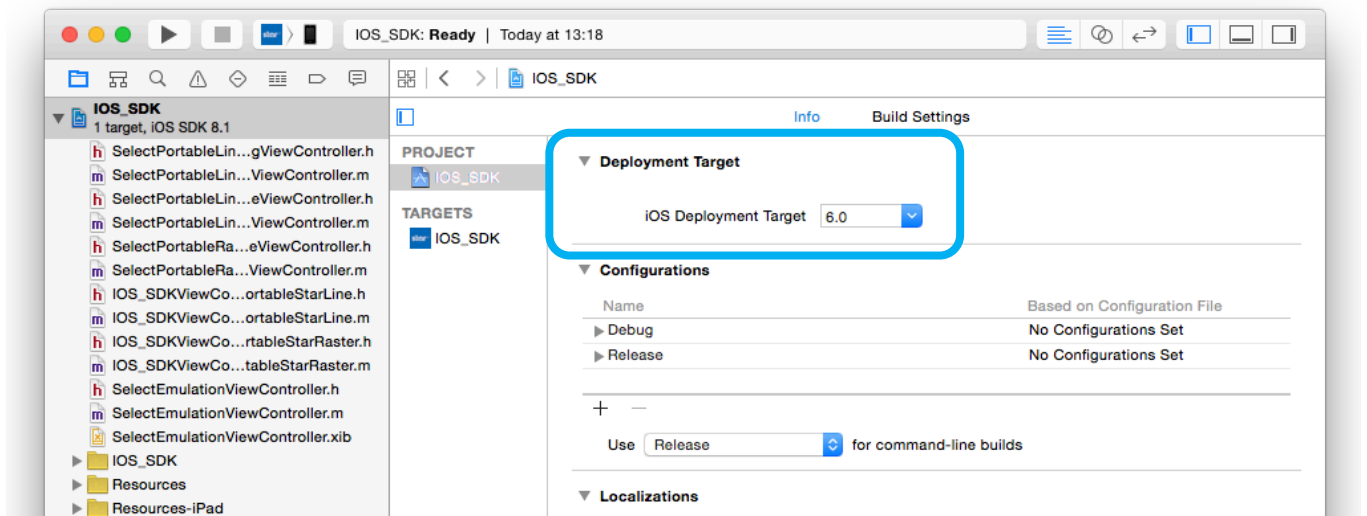 star
IOS_SDK: Ready | Today at 13:18
IOS_SDK
IOS_SDK
1 target, iOS SDK 8.1
h SelectPortableLin...gViewController.h
m SelectPortableLin...ViewController.m
h SelectPortableLin...eViewController.h
m SelectPortableLin...ViewController.m
h SelectPortableRa...eViewController.h
m SelectPortableRa...ViewController.m
h IOS_SDKViewCo...ortableStarLine.h
m IOS_SDKViewCo...ortableStarLine.m
h IOS_SDKViewCo...rtableStarRaster.h
m IOS_SDKViewCo...tableStarRaster.m
h SelectEmulationViewController.h
m SelectEmulationViewController.m
SelectEmulationViewController.xib
IOS_SDK
Resources
Resources-iPad
Info Build Settings
PROJECT
IOS_SDK
TARGETS
star IOS_SDK
Deployment Target
iOS Deployment Target 6.0
Configurations
Name Based on Configuration File
Debug No Configurations Set
Release No Configurations Set
+ −
Use Release for command-line builds
Localizations